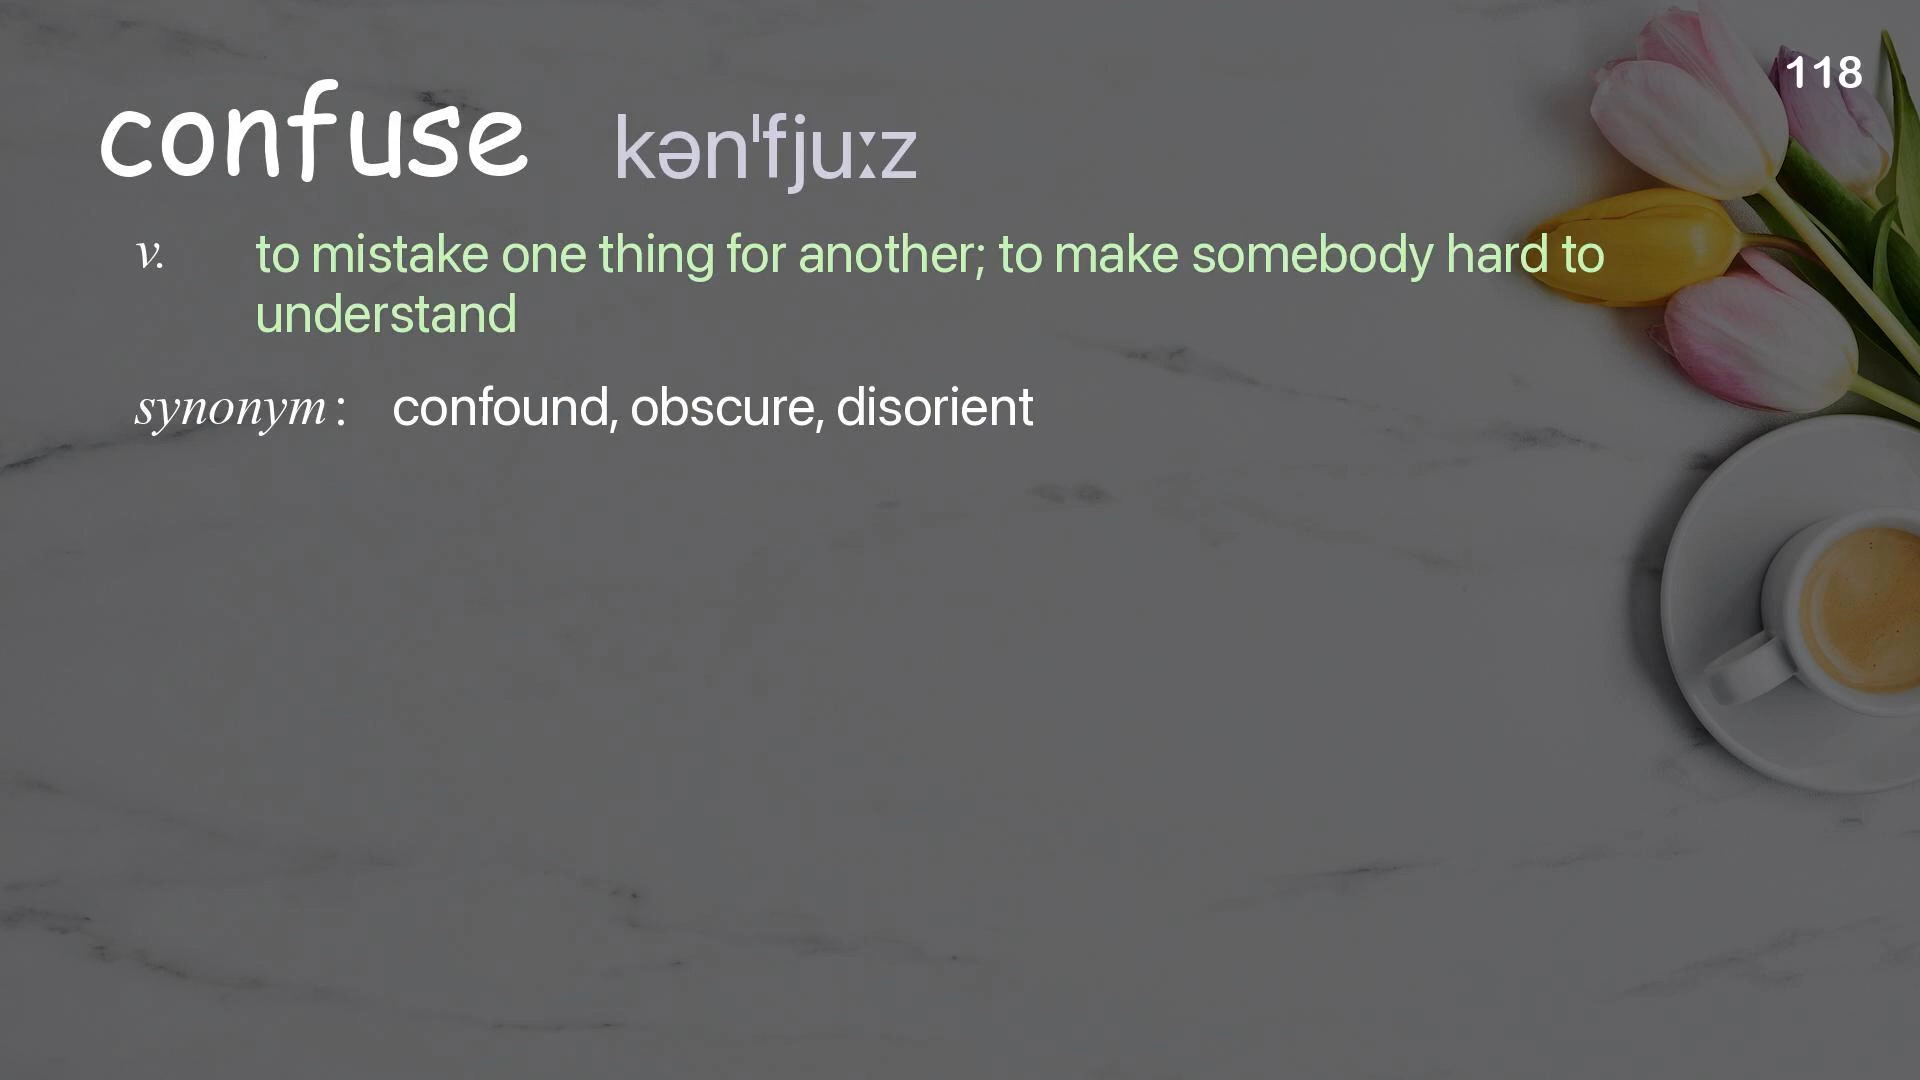 118
confuse kənˈfjuːz
v. to mistake one thing for another; to make somebody hard to
understand
synonym : confound, obscure, disorient